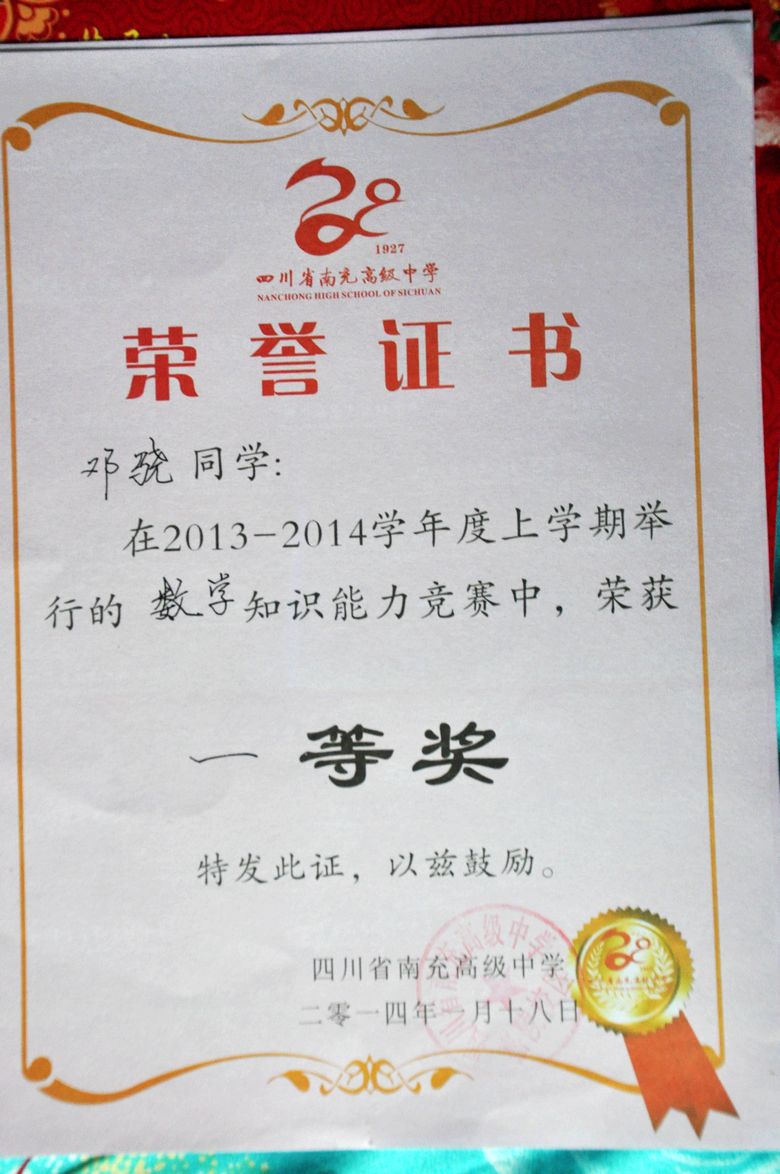 1927
四川省南充高级中学
NANCHONG HIGH SCHOOL OF SICHUAN
荣誉证书
邓骁同学:
在2013-2014学年度上学期举
行的 数学知识能力竞赛中，荣获
一等奖
特发此证，以兹鼓励。
四川省南充高级中学
二零一四年一月十八日